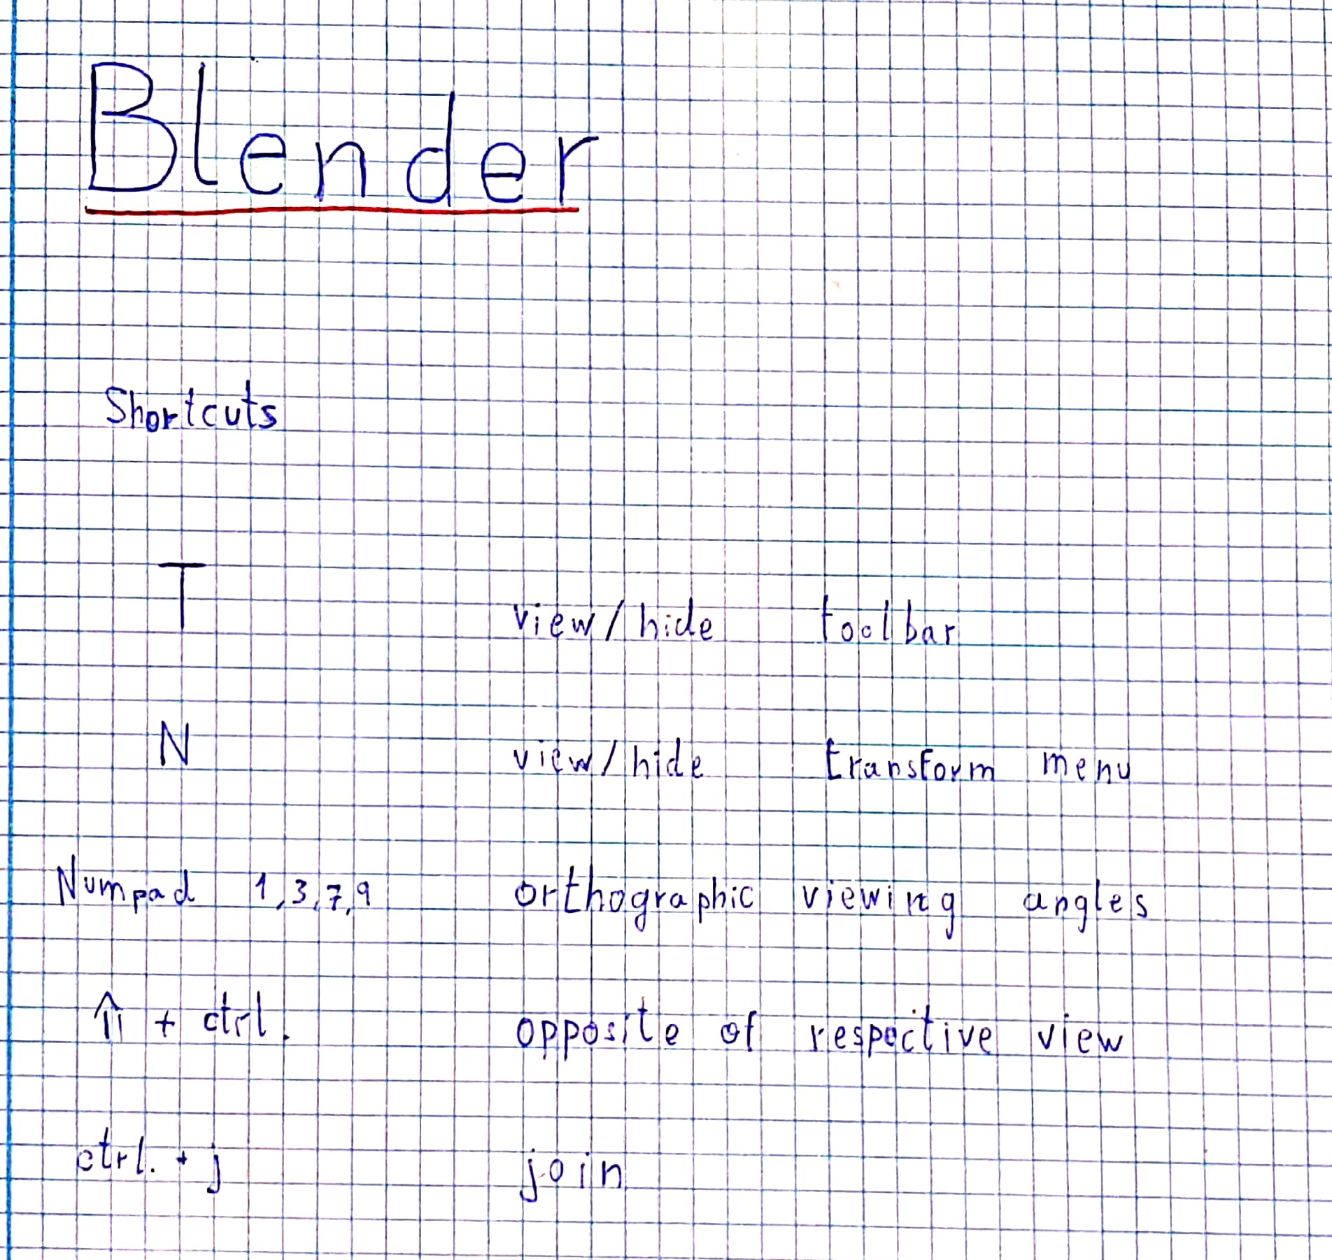 Blender
Shortcuts
T view/hide toolbar
N view/hide transform menu
Numpad 1,3,7,9 orthographic viewing angles
⇑ + ctrl. opposite of respective view
ctrl. + j join